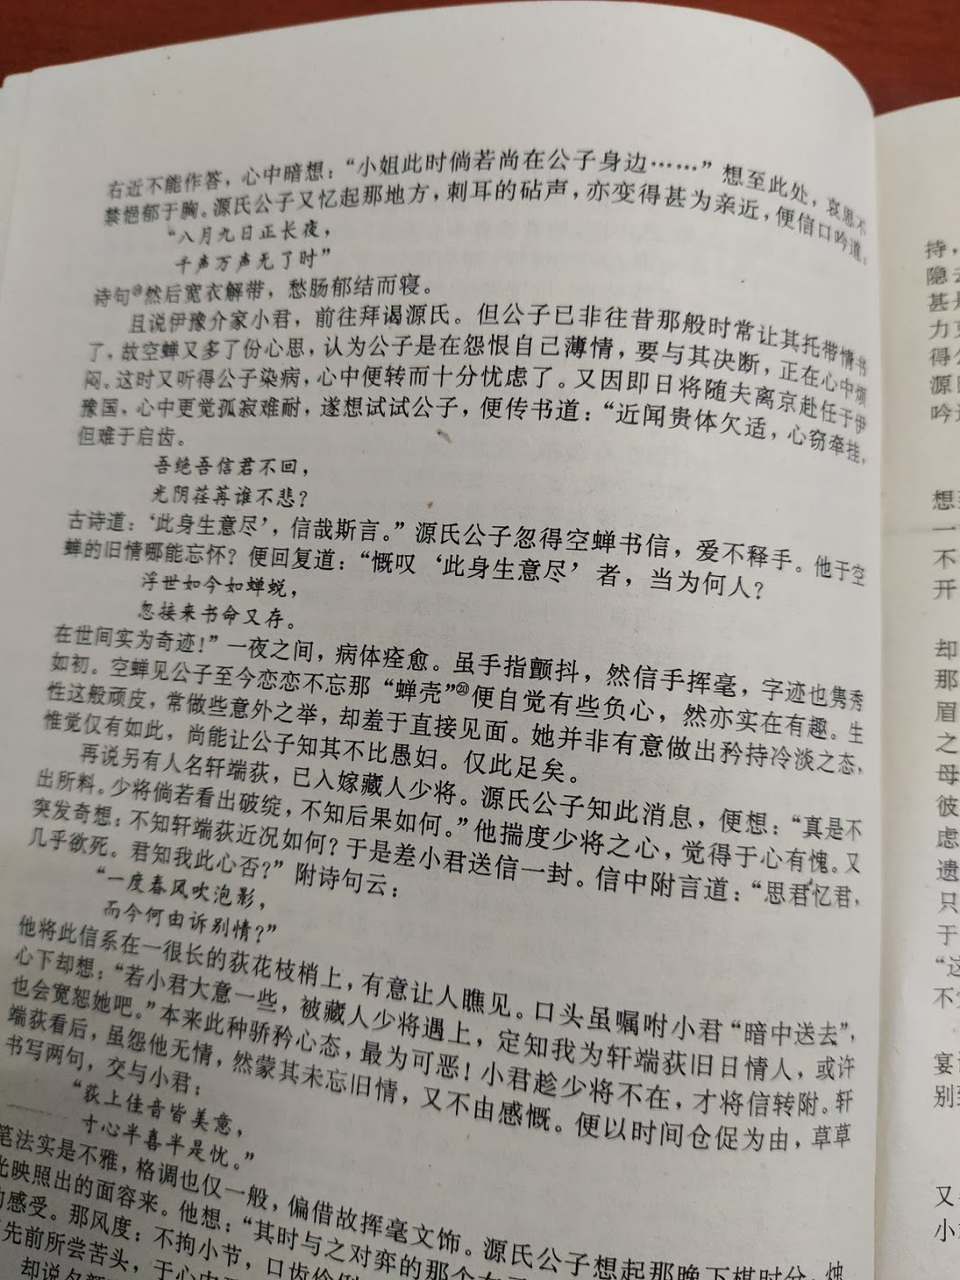 右近不能作答，心中暗想：“小姐此时倘若尚在公子身边……”想至此处，哀思不
禁悒郁于胸。源氏公子又忆起那地方，刺耳的砧声，亦变得甚为亲近，便信口吟道：
“八月九日正长夜，
千声万声无了时”
诗句⑲然后宽衣解带，愁肠郁结而寝。
且说伊豫介家小君，前往拜谒源氏。但公子已非往昔那般时常让其托带情书
了，故空蝉又多了份心思，认为公子是在怨恨自己薄情，要与其决断，正在心中烦
闷。这时又听得公子染病，心中便转而十分忧虑了。又因即日将随夫离京赴任于伊
豫国，心中更觉孤寂难耐，遂想试试公子，便传书道：“近闻贵体欠适，心窃牵挂，
但难于启齿。
吾绝吾信君不回，
光阴荏苒谁不悲？
古诗道：‘此身生意尽’，信哉斯言。”源氏公子忽得空蝉书信，爱不释手。他于空
蝉的旧情哪能忘怀？便回复道：“慨叹‘此身生意尽’者，当为何人？
浮世如今如蝉蜕，
忽接来书命又存。
在世间实为奇迹！”一夜之间，病体痊愈。虽手指颤抖，然信手挥毫，字迹也隽秀
如初。空蝉见公子至今恋恋不忘那“蝉壳”⑳便自觉有些负心，然亦实在有趣。生
性这般顽皮，常做些意外之举，却羞于直接见面。她并非有意做出矜持冷淡之态，
惟觉仅有如此，尚能让公子知其不比愚妇。仅此足矣。
再说另有人名轩端荻，已入嫁藏人少将。源氏公子知此消息，便想：“真是不
出所料。少将倘若看出破绽，不知后果如何。”他揣度少将之心，觉得于心有愧。又
突发奇想：不知轩端荻近况如何？于是差小君送信一封。信中附言道：“思君忆君，
几乎欲死。君知我此心否？”附诗句云：
“一度春风吹泡影，
而今何由诉别情？”
他将此信系在一很长的荻花枝梢上，有意让人瞧见。口头虽嘱咐小君“暗中送去”，
心下却想：“若小君大意一些，被藏人少将遇上，定知我为轩端荻旧日情人，或许
也会宽恕她吧。”本来此种骄矜心态，最为可恶！小君趁少将不在，才将信转附。轩
端荻看后，虽怨他无情，然蒙其未忘旧情，又不由感慨。便以时间仓促为由，草草
书写两句，交与小君：
“荻上佳音皆美意，
寸心半喜半是忧。”
笔法实是不雅，格调也仅一般，偏借故挥毫文饰。源氏公子想起那晚下棋时分，烛
光映照出的面容来。他想：“其时与之对弈的那个
的感受。那风度：不拘小节，口齿伶俐
先前所尝苦头，于心中
却说
持，
隐去
甚是
力
得公
源
吟
想
一
不
开
却
那
眉
之
母
彼
虑
遗
只
于
“这
不
宴
别
又
小